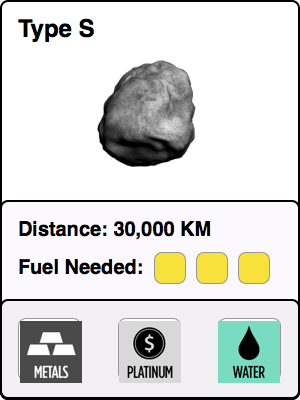 Type S
Distance: 30,000 KM
Fuel Needed:
$
METALS PLATINUM WATER